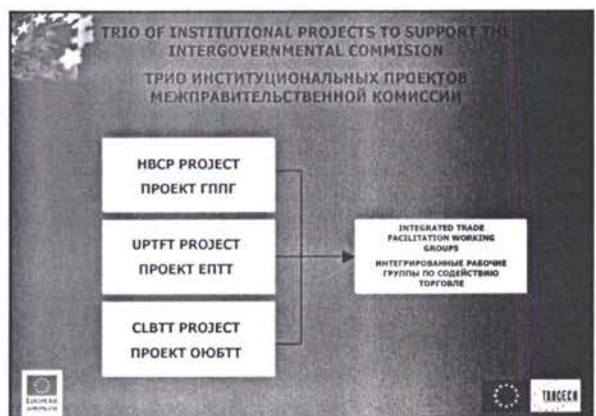 TRIO OF INSTITUTIONAL PROJECTS TO SUPPORT THE
INTERGOVERNMENTAL COMMISION
ТРИО ИНСТИТУЦИОНАЛЬНЫХ ПРОЕКТОВ
МЕЖПРАВИТЕЛЬСТВЕННОЙ КОМИССИИ
HBCP PROJECT
ПРОЕКТ ГППГ
UPTFT PROJECT
ПРОЕКТ ЕПТТ
CLBTT PROJECT
ПРОЕКТ ОЮБТТ
INTEGRATED TRADE
FACILITATION WORKING
GROUPS
ИНТЕГРИРОВАННЫЕ РАБОЧИЕ
ГРУППЫ ПО СОДЕЙСТВИЮ
ТОРГОВЛЕ
TRACECA